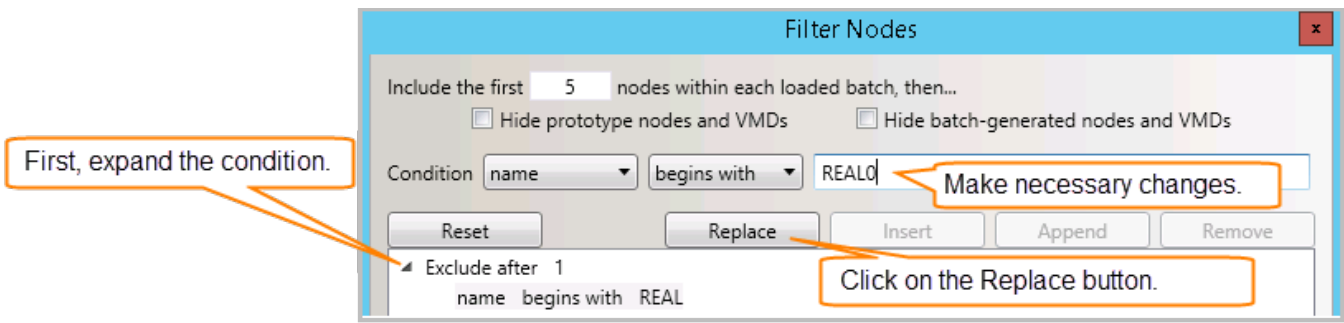 Filter Nodes
x
Include the first 5 nodes within each loaded batch, then...
Hide prototype nodes and VMDs Hide batch-generated nodes and VMDs
First, expand the condition.
Condition name begins with REAL0
Make necessary changes.
Reset Replace Insert Append Remove
Exclude after 1
Click on the Replace button.
name begins with REAL